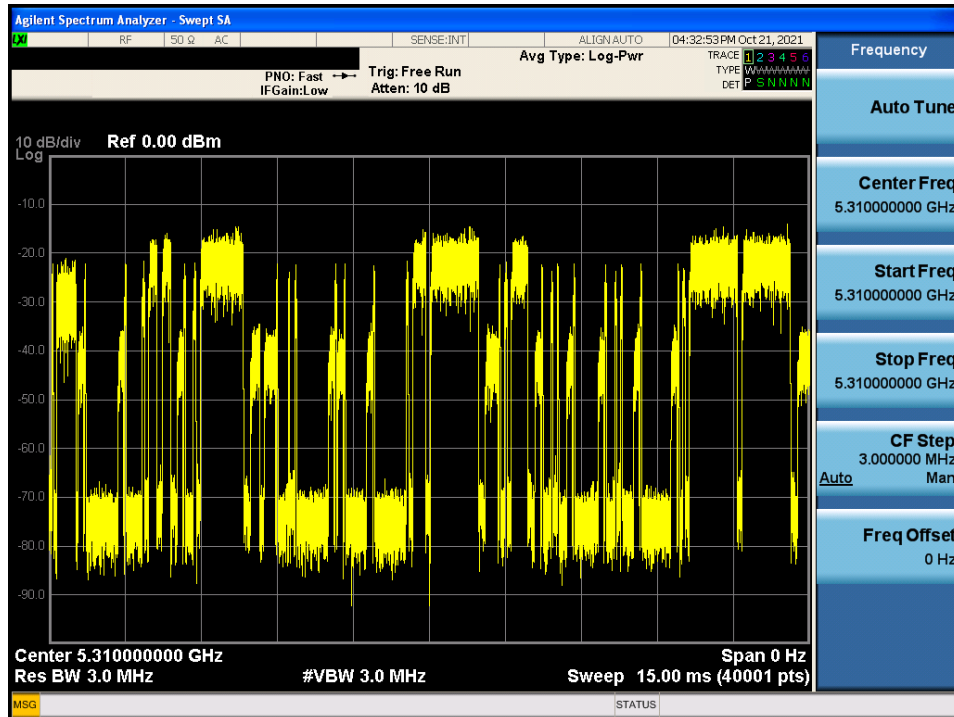 Agilent Spectrum Analyzer - Swept SA
LXI RF 50 Ω AC SENSE:INT ALIGN AUTO 04:32:53 PM Oct 21, 2021
Frequency
Avg Type: Log-Pwr
TRACE 1 2 3 4 5 6
PNO: Fast Trig: Free Run
TYPE WWWWWW
IFGain:Low Atten: 10 dB
DET P S N N N N
Auto Tune
10 dB/div Ref 0.00 dBm
Log
Center Freq
5.310000000 GHz
-10.0
-20.0
Start Freq
5.310000000 GHz
-30.0
-40.0
Stop Freq
5.310000000 GHz
-50.0
CF Step
3.000000 MHz
Auto Man
-60.0
-70.0
Freq Offset
0 Hz
-80.0
-90.0
Center 5.310000000 GHz Span 0 Hz
Res BW 3.0 MHz #VBW 3.0 MHz Sweep 15.00 ms (40001 pts)
MSG STATUS